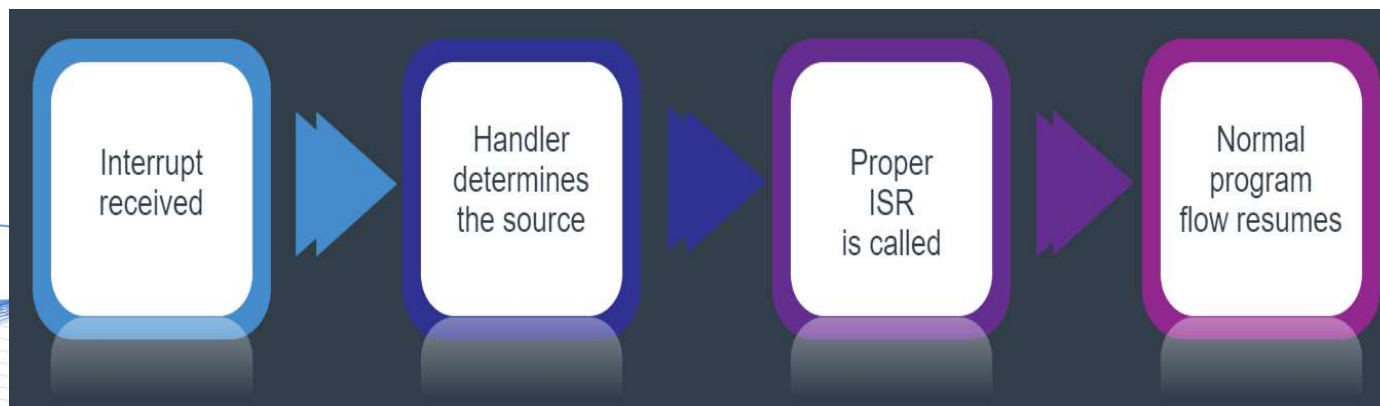 Interrupt
received
Handler
determines
the source
Proper
ISR
is called
Normal
program
flow resumes